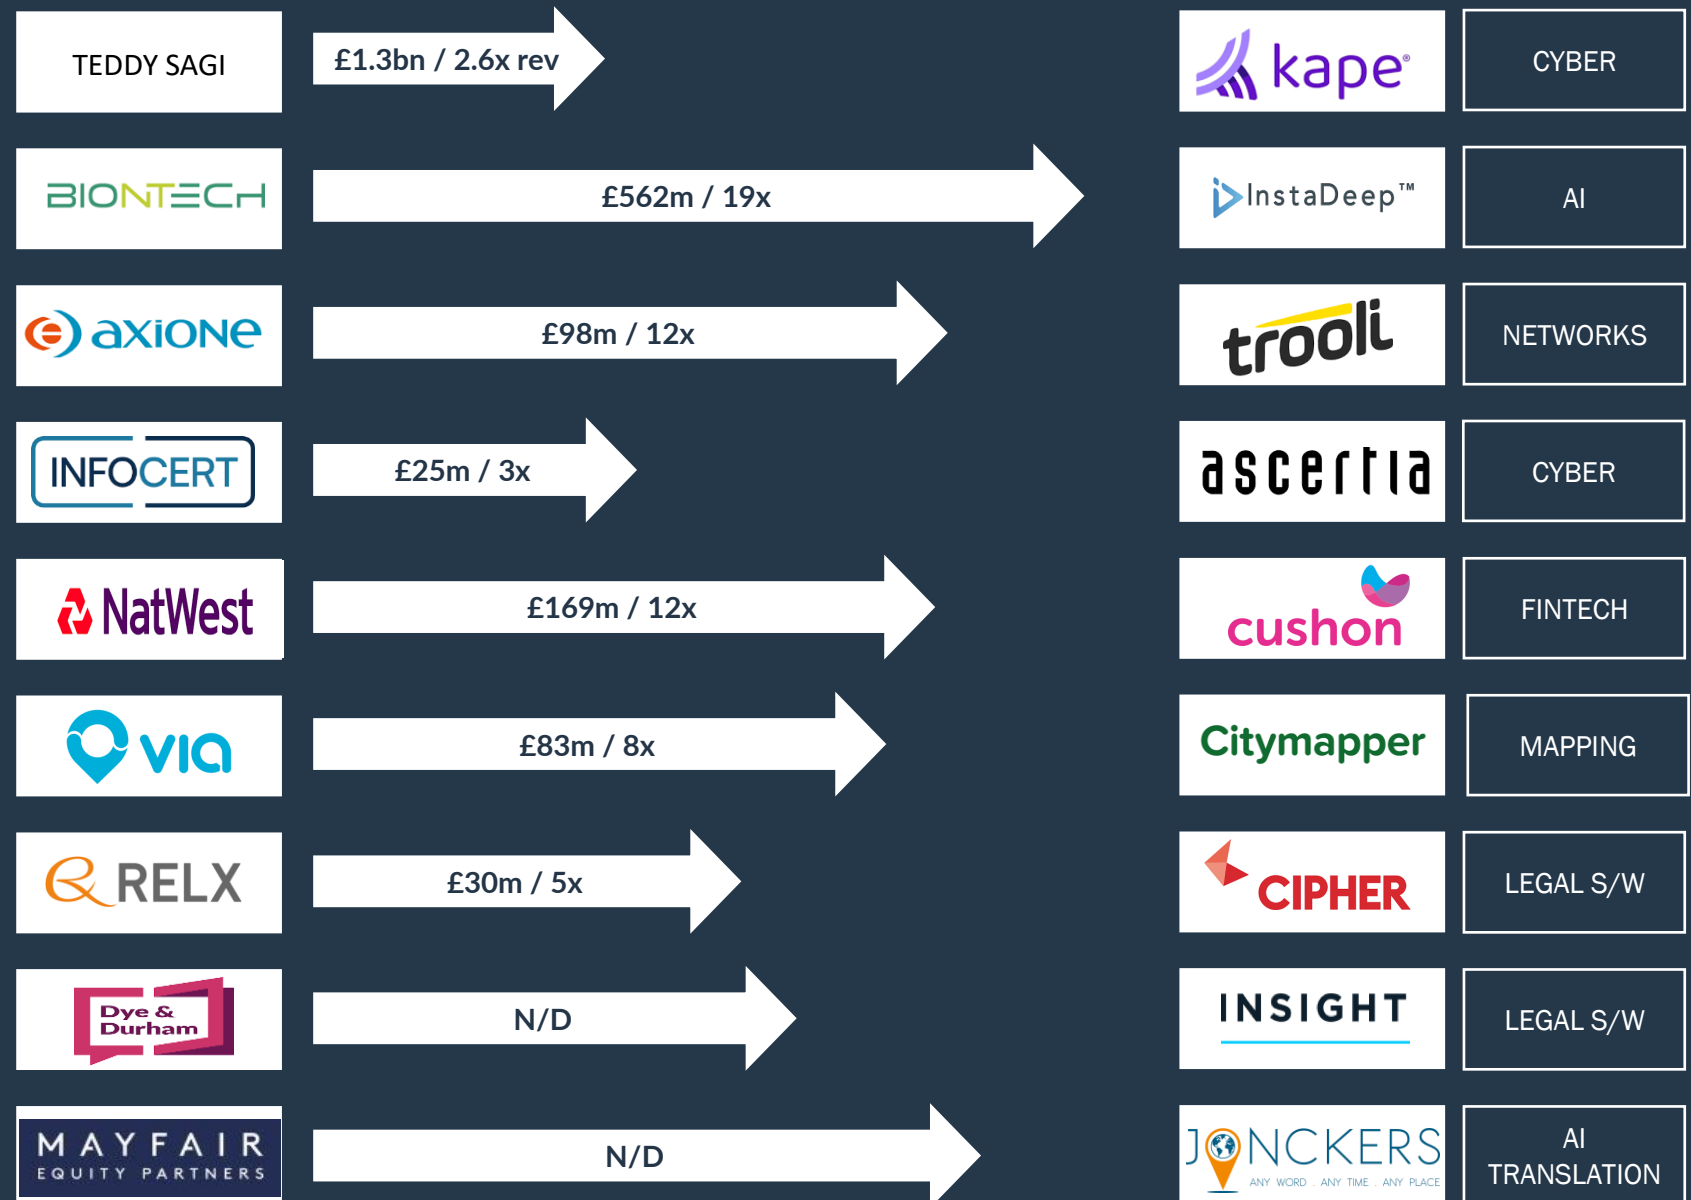 TEDDY SAGI
£1.3bn / 2.6x rev
kape®
CYBER
BIONTECH
£562m / 19x
InstaDeep™
AI
axione
£98m / 12x
trooli
NETWORKS
INFOCERT
£25m / 3x
ascertia
CYBER
NatWest
£169m / 12x
cushon
FINTECH
via
£83m / 8x
Citymapper
MAPPING
RELX
£30m / 5x
CIPHER
LEGAL S/W
Dye &
Durham
N/D
INSIGHT
LEGAL S/W
MAYFAIR
EQUITY PARTNERS
N/D
JONCKERS
ANY WORD . ANY TIME . ANY PLACE
AI
TRANSLATION